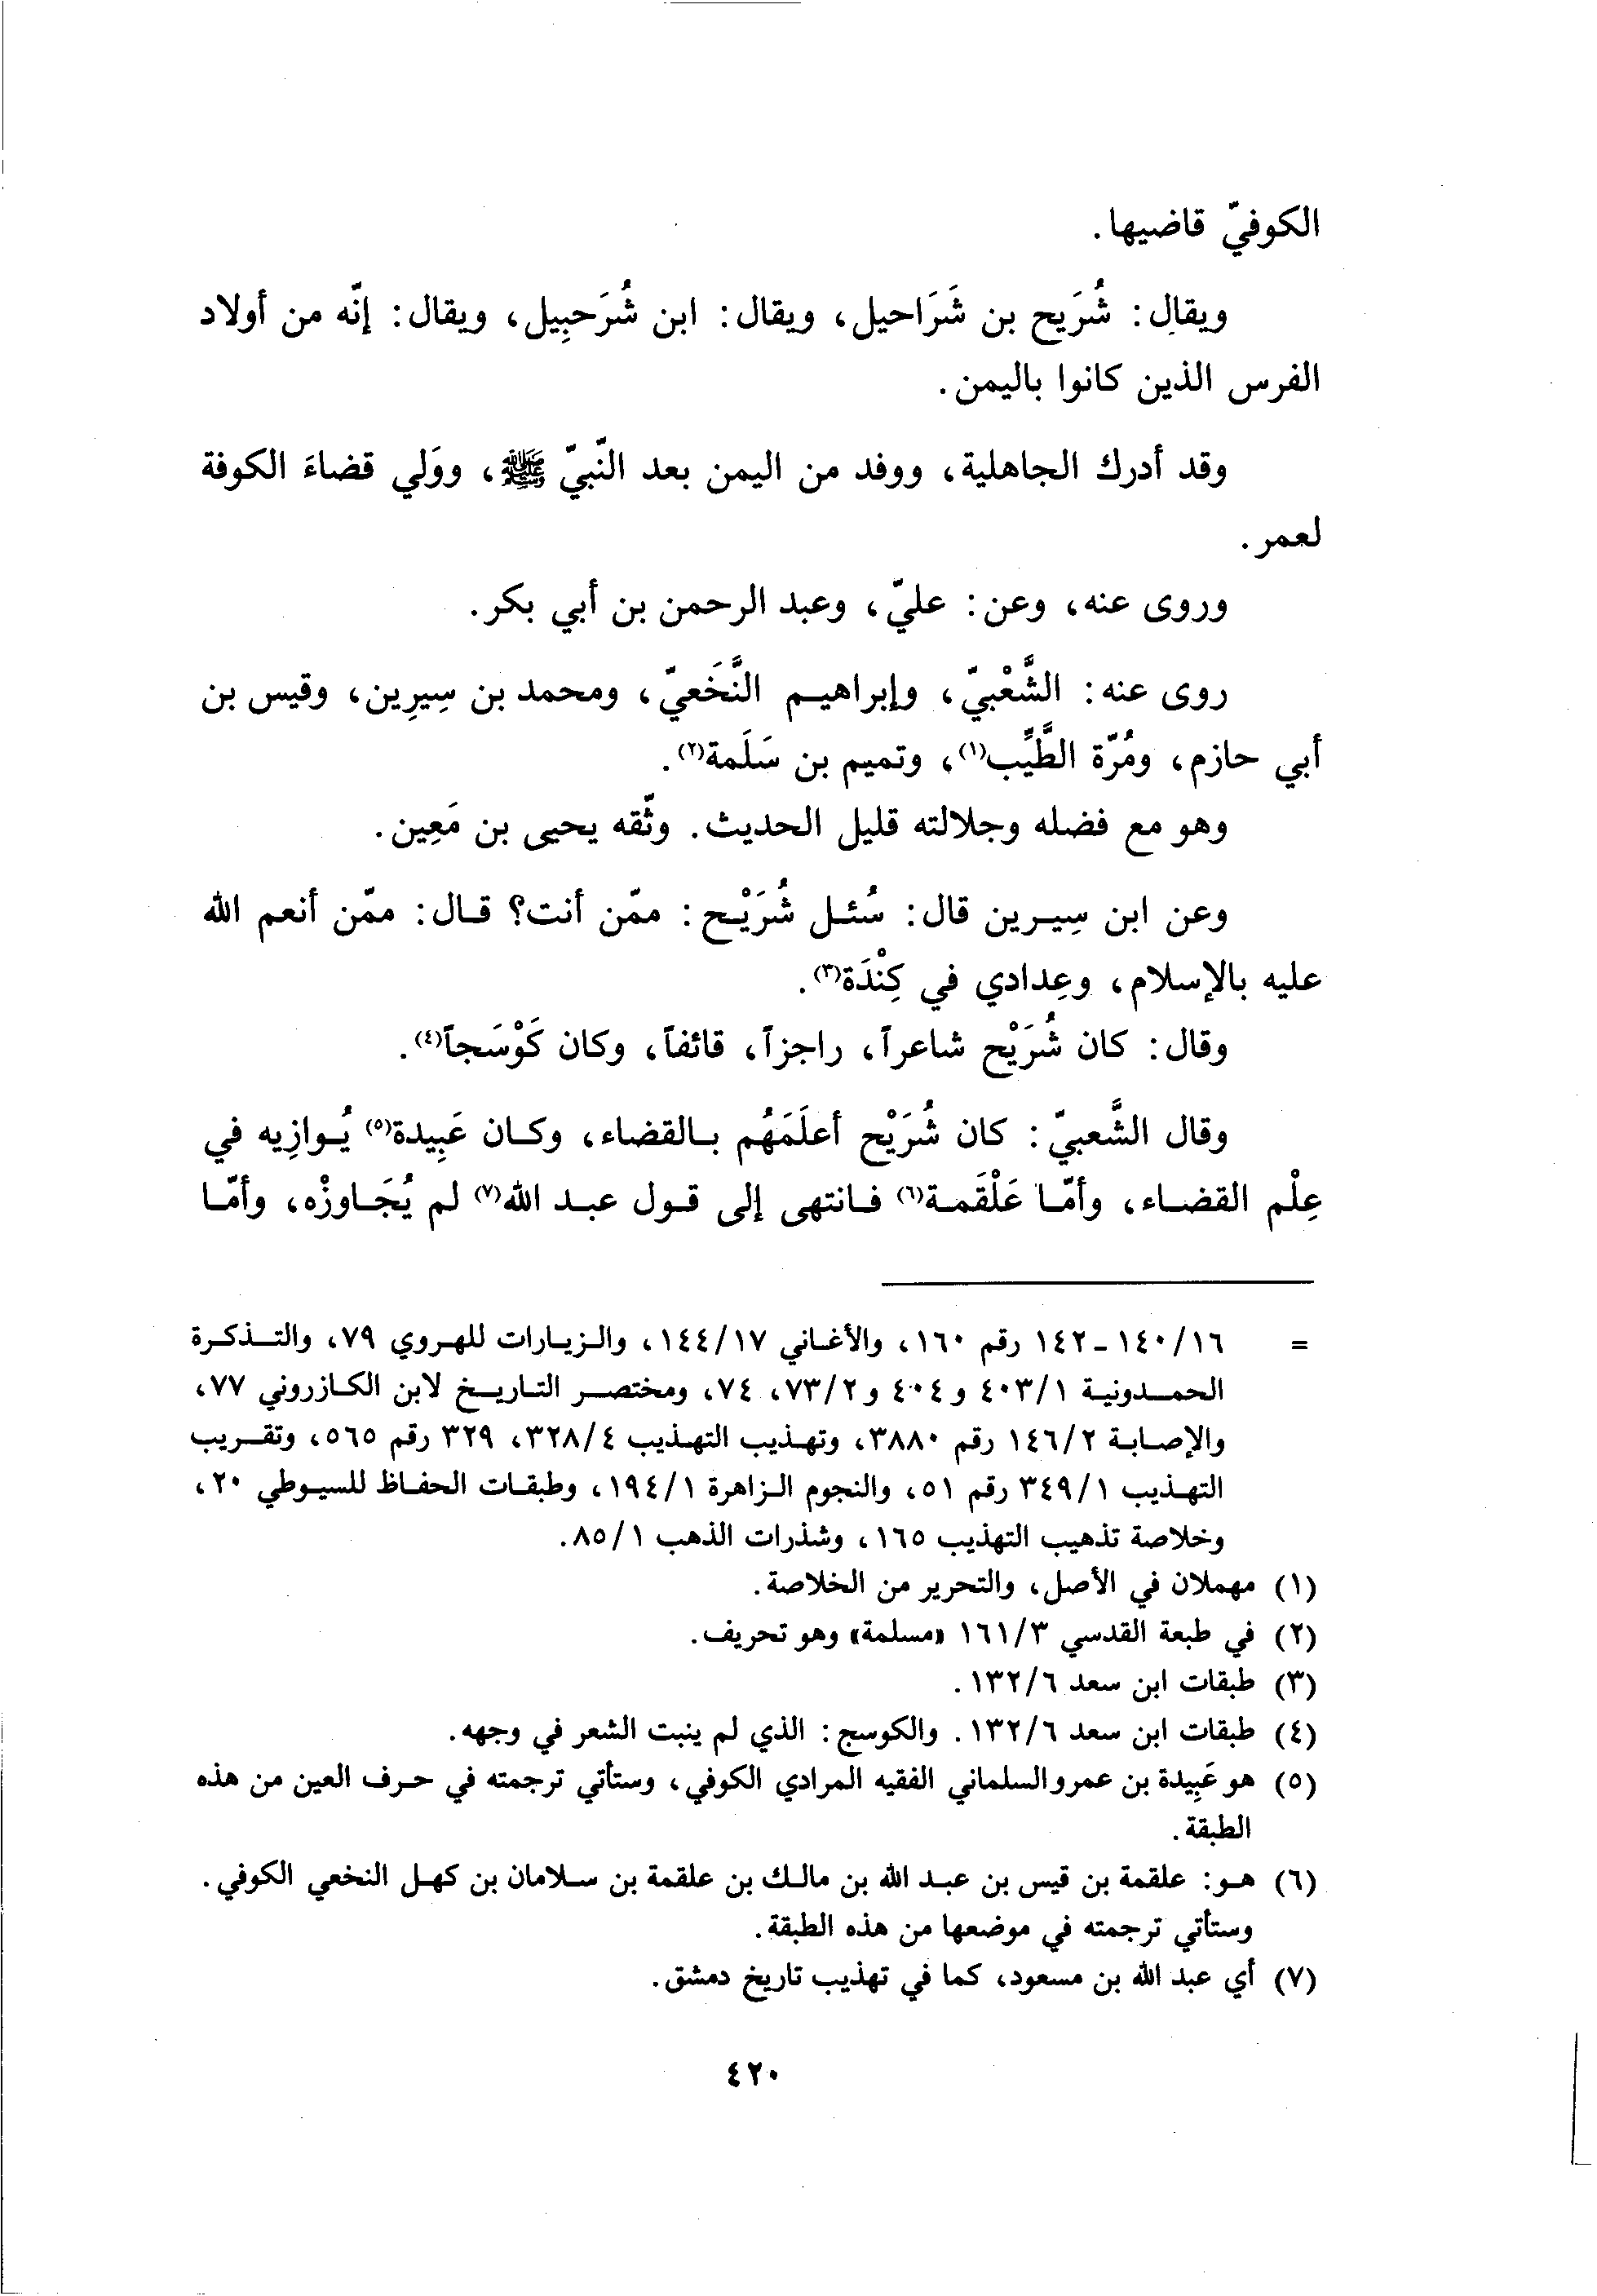 الكوفيّ قاضيها.
ويقال: شُرَيح بن شَرَاحيل، ويقال: ابن شُرَحبِيل، ويقال: إنّه من أولاد
الفرس الذين كانوا باليمن.
وقد أدرك الجاهلية، ووفد من اليمن بعد النّبيّ ﷺ، ووَلي قضاءَ الكوفة
لعمر.
وروى عنه، وعن: عليّ، وعبد الرحمن بن أبي بكر.
روى عنه: الشَّعْبيّ، وإبراهيم النَّخَعيّ، ومحمد بن سِيرِين، وقيس بن
أبي حازم، ومُرّة الطَّيِّب(١)، وتميم بن سَلَمة(٢).
وهو مع فضله وجلالته قليل الحديث. وثّقه يحيى بن مَعِين.
وعن ابن سِيرين قال: سُئل شُرَيْح: ممّن أنت؟ قال: ممّن أنعم الله
عليه بالإسلام، وعِدادي في كِنْدَة(٣).
وقال: كان شُرَيْح شاعراً، راجزاً، قائفاً، وكان كَوْسَجاً(٤).
وقال الشَّعبيّ: كان شُرَيْح أعلَمَهُم بالقضاء، وكان عَبِيدة(٥) يُوازِيه في
عِلْم القضاء، وأمّا عَلْقَمة(٦) فانتهى إلى قول عبد الله(٧) لم يُجَاوزْه، وأمّا
= ١٦/١٤٠ - ١٤٢ رقم ١٦٠، والأغاني ١٧/١٤٤، والزيارات للهروي ٧٩، والتذكرة
الحمدونية ١/٤٠٣ و٤٠٤ و٢/٧٣، ٧٤، ومختصر التاريخ لابن الكازروني ٧٧،
والإصابة ٢/١٤٦ رقم ٣٨٨٠، وتهذيب التهذيب ٤/٣٢٨، ٣٢٩ رقم ٥٦٥، وتقريب
التهذيب ١/٣٤٩ رقم ٥١، والنجوم الزاهرة ١/١٩٤، وطبقات الحفاظ للسيوطي ٢٠،
وخلاصة تذهيب التهذيب ١٦٥، وشذرات الذهب ١/٨٥.
(١) مهملان في الأصل، والتحرير من الخلاصة.
(٢) في طبعة القدسي ٣/١٦١ «مسلمة» وهو تحريف.
(٣) طبقات ابن سعد ٦/١٣٢.
(٤) طبقات ابن سعد ٦/١٣٢. والكوسج: الذي لم ينبت الشعر في وجهه.
(٥) هو عَبِيدة بن عمرو السلماني الفقيه المرادي الكوفي، وستأتي ترجمته في حرف العين من هذه
الطبقة.
(٦) هو: علقمة بن قيس بن عبد الله بن مالك بن علقمة بن سلامان بن كهل النخعي الكوفي.
وستأتي ترجمته في موضعها من هذه الطبقة.
(٧) أي عبد الله بن مسعود، كما في تهذيب تاريخ دمشق.
٤٢٠